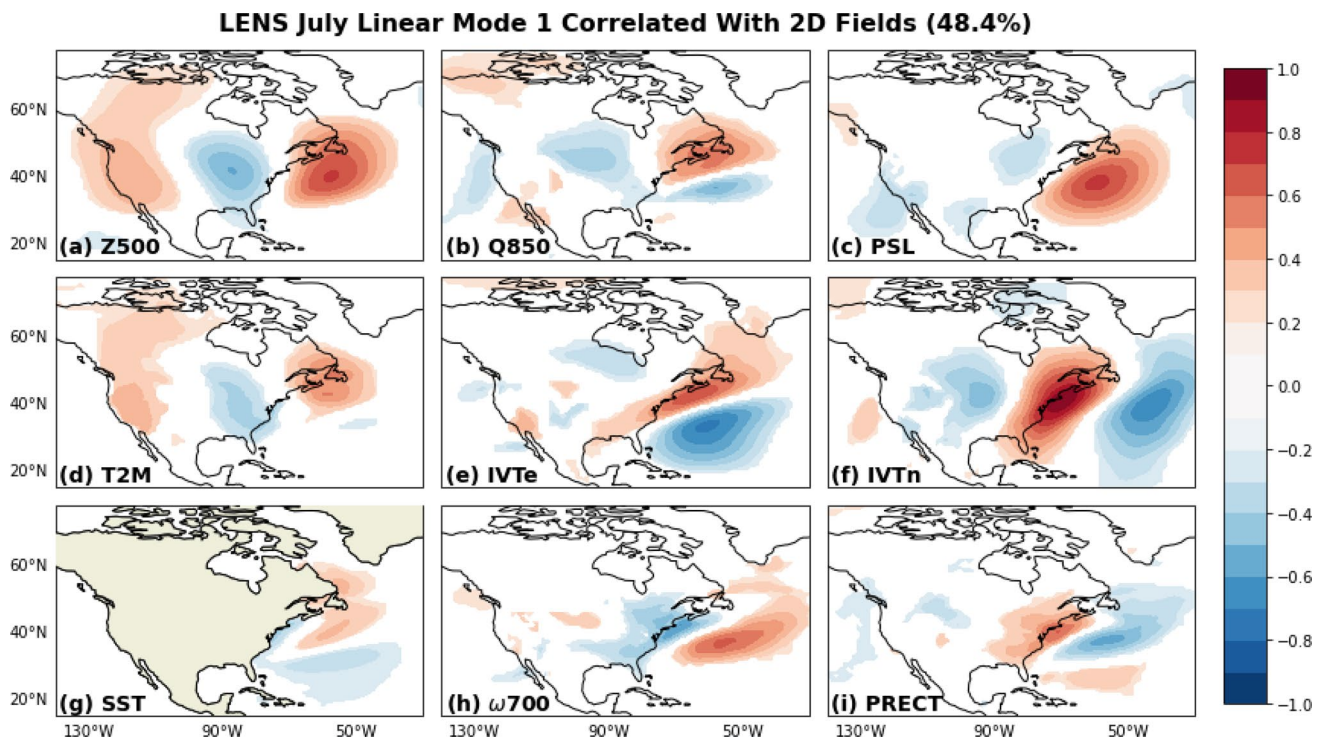 LENS July Linear Mode 1 Correlated With 2D Fields (48.4%)
60°N
40°N
20°N
(a) Z500
(b) Q850
(c) PSL
60°N
40°N
20°N
(d) T2M
(e) IVTe
(f) IVTn
60°N
40°N
20°N
(g) SST
(h) ω700
(i) PRECT
130°W
90°W
50°W
130°W
90°W
50°W
130°W
90°W
50°W
1.0
0.8
0.6
0.4
0.2
0.0
−0.2
−0.4
−0.6
−0.8
−1.0